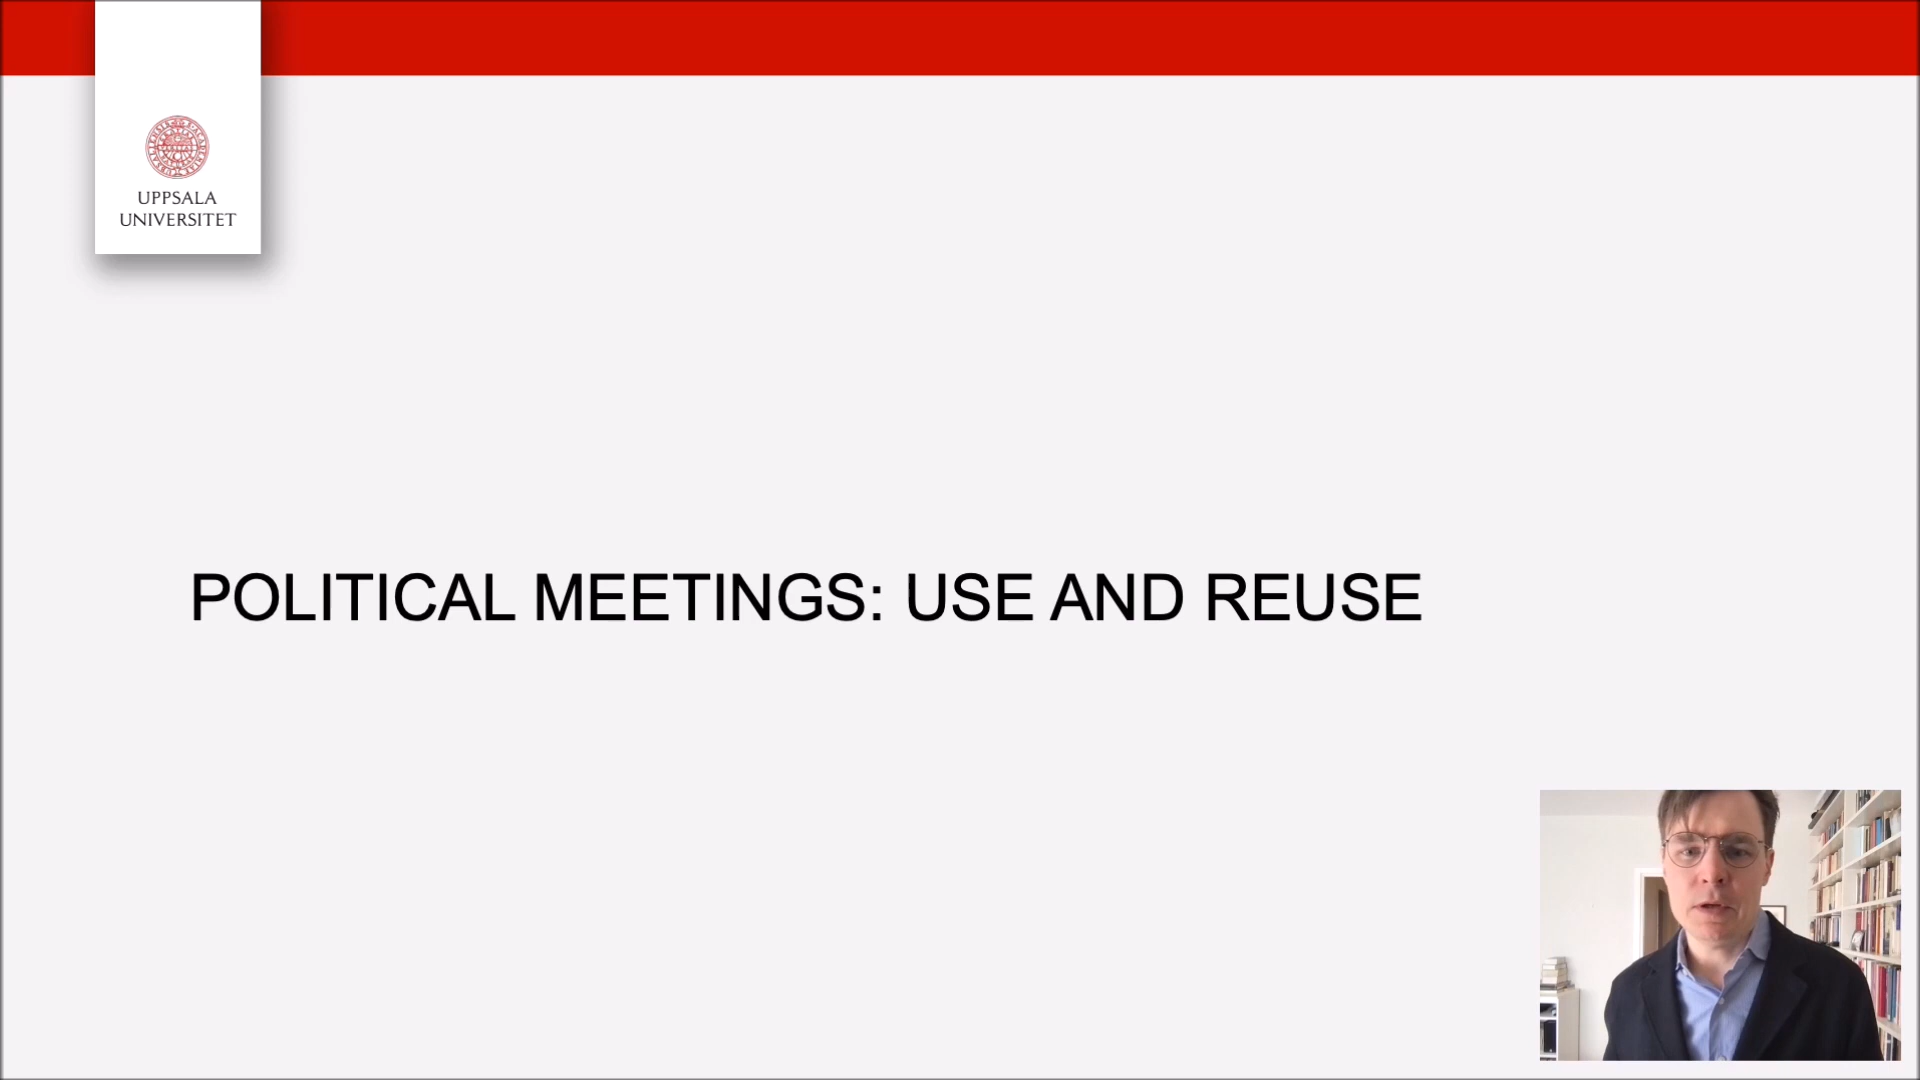 UPPSALA
UNIVERSITET
POLITICAL MEETINGS: USE AND REUSE